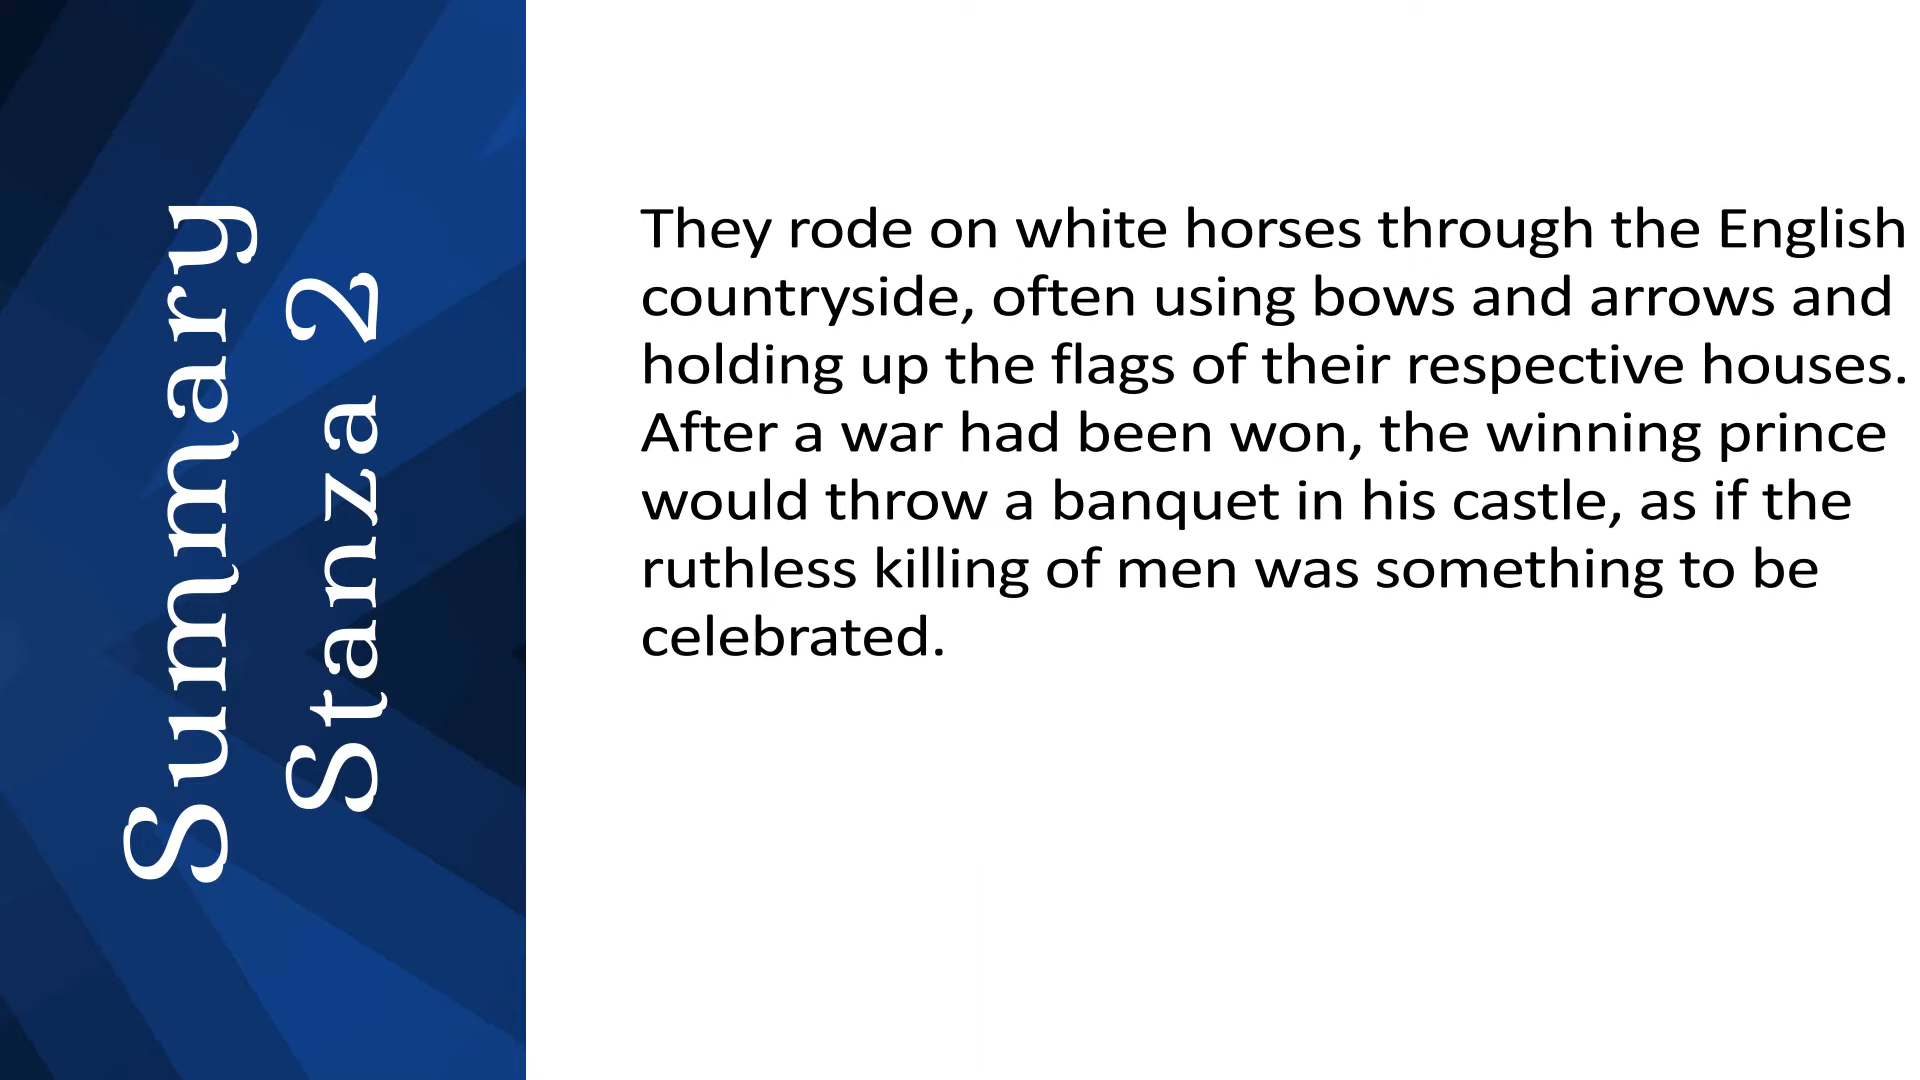 Summary
Stanza 2
They rode on white horses through the English
countryside, often using bows and arrows and
holding up the flags of their respective houses.
After a war had been won, the winning prince
would throw a banquet in his castle, as if the
ruthless killing of men was something to be
celebrated.